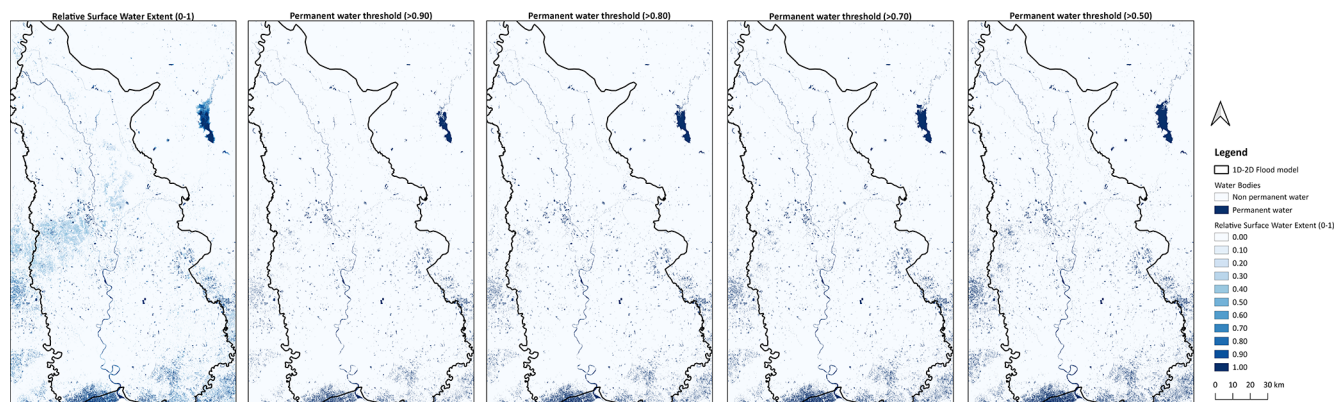 Relative Surface Water Extent (0-1)
Permanent water threshold (>0.90)
Permanent water threshold (>0.80)
Permanent water threshold (>0.70)
Permanent water threshold (>0.50)
Legend
1D-2D Flood model
Water Bodies
Non permanent water
Permanent water
Relative Surface Water Extent (0-1)
0.00
0.10
0.20
0.30
0.40
0.50
0.60
0.70
0.80
0.90
1.00
0 10 20 30 km